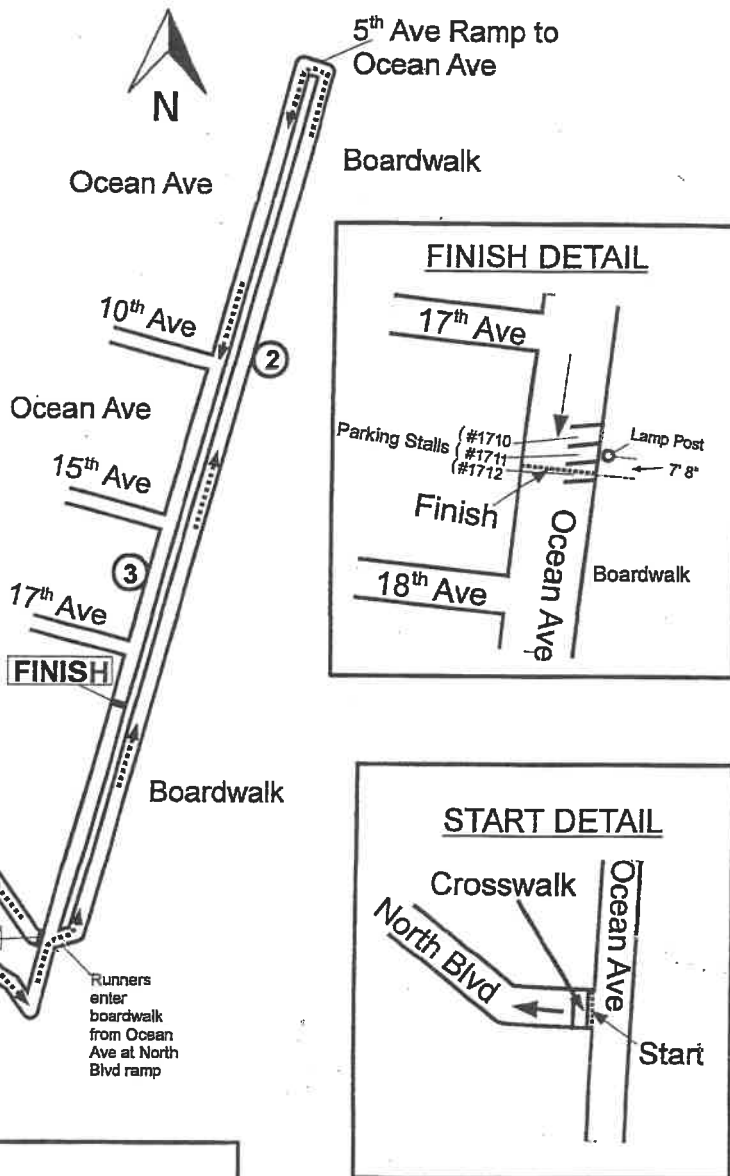 5th Ave Ramp to
Ocean Ave
N
Boardwalk
Ocean Ave
10th Ave
2
Ocean Ave
15th Ave
3
17th Ave
FINISH
Boardwalk
Runners
enter
boardwalk
from Ocean
Ave at North
Blvd ramp
FINISH DETAIL
17th Ave
Parking Stalls
#1710
#1711
#1712
Lamp Post
7' 8"
Finish
Ocean Ave
Boardwalk
18th Ave
START DETAIL
Crosswalk
Ocean Ave
North Blvd
Start